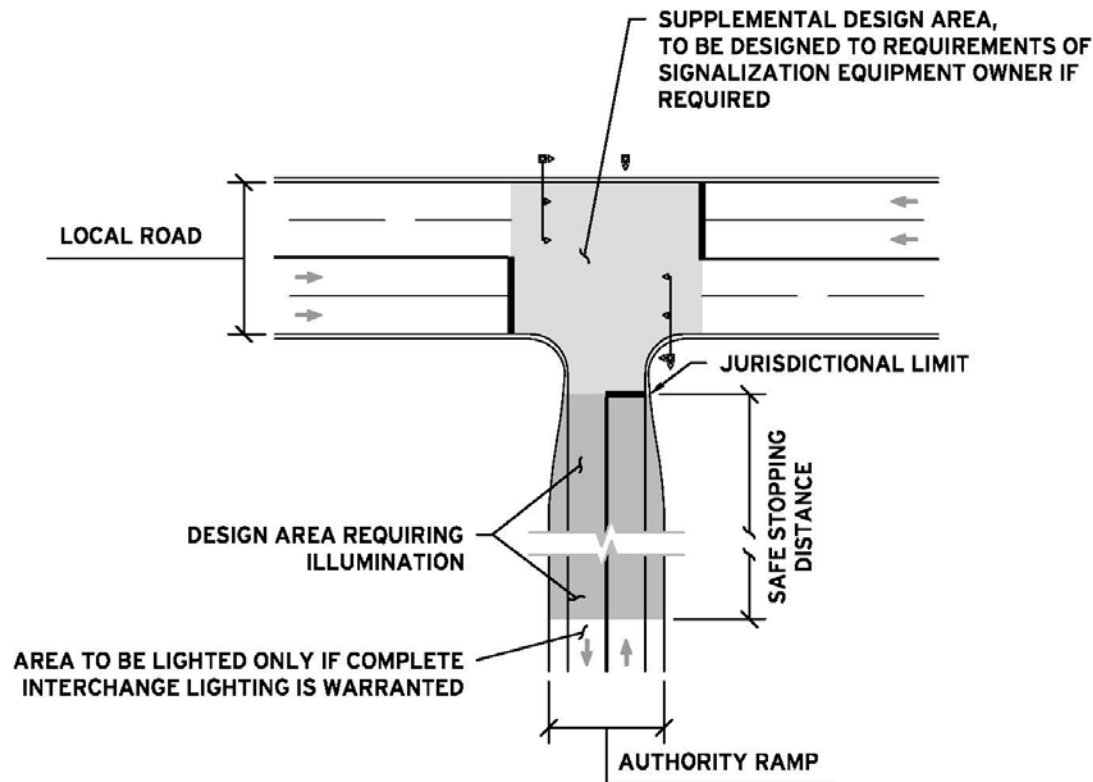 SUPPLEMENTAL DESIGN AREA,
TO BE DESIGNED TO REQUIREMENTS OF
SIGNALIZATION EQUIPMENT OWNER IF
REQUIRED
LOCAL ROAD
JURISDICTIONAL LIMIT
SAFE STOPPING
DISTANCE
DESIGN AREA REQUIRING
ILLUMINATION
AREA TO BE LIGHTED ONLY IF COMPLETE
INTERCHANGE LIGHTING IS WARRANTED
AUTHORITY RAMP